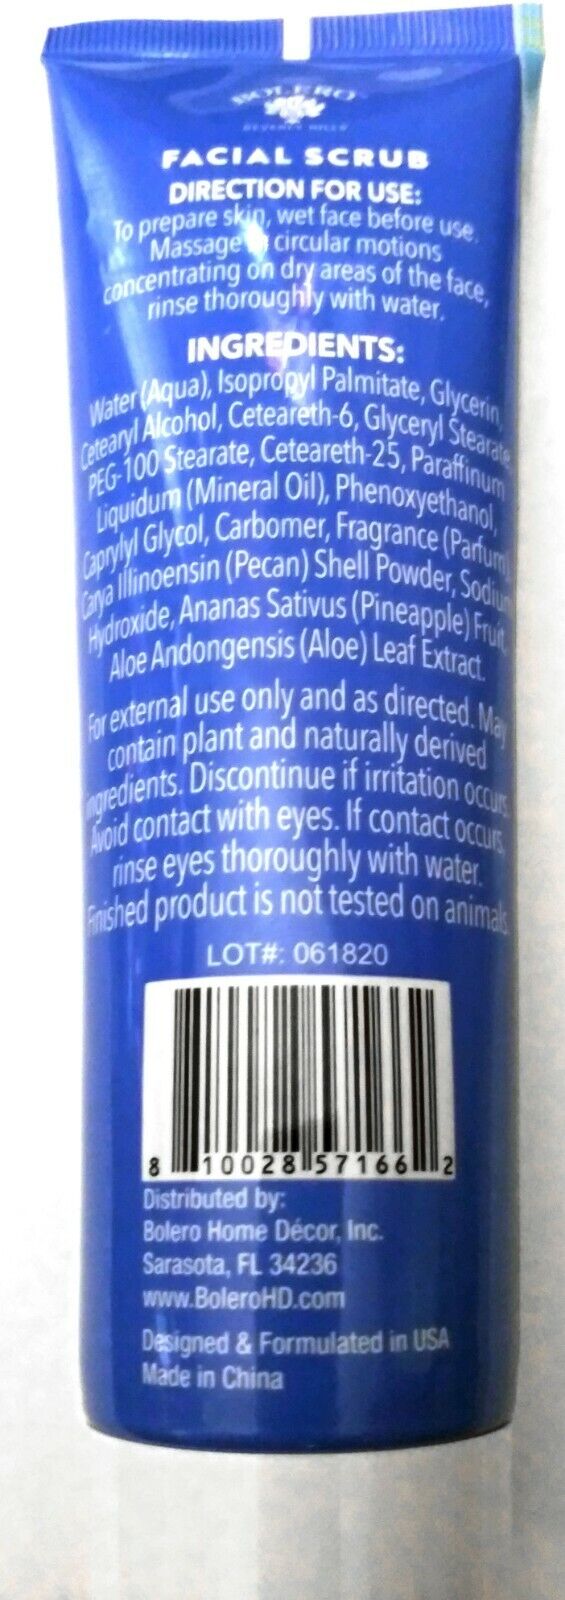 BOLERO
BEVERLY HILLS
FACIAL SCRUB
DIRECTION FOR USE:
To prepare skin, wet face before use.
Massage in circular motions
concentrating on dry areas of the face,
rinse thoroughly with water.
INGREDIENTS:
Water (Aqua), Isopropyl Palmitate, Glycerin,
Cetearyl Alcohol, Ceteareth-6, Glyceryl Stearate,
PEG-100 Stearate, Ceteareth-25, Paraffinum
Liquidum (Mineral Oil), Phenoxyethanol,
Caprylyl Glycol, Carbomer, Fragrance (Parfum),
Carya Illinoensin (Pecan) Shell Powder, Sodium
Hydroxide, Ananas Sativus (Pineapple) Fruit,
Aloe Andongensis (Aloe) Leaf Extract.
For external use only and as directed. May
contain plant and naturally derived
ingredients. Discontinue if irritation occurs.
Avoid contact with eyes. If contact occurs,
rinse eyes thoroughly with water.
Finished product is not tested on animals.
LOT#: 061820
8 10028 57166 2
Distributed by:
Bolero Home Décor, Inc.
Sarasota, FL 34236
www.BoleroHD.com
Designed & Formulated in USA
Made in China